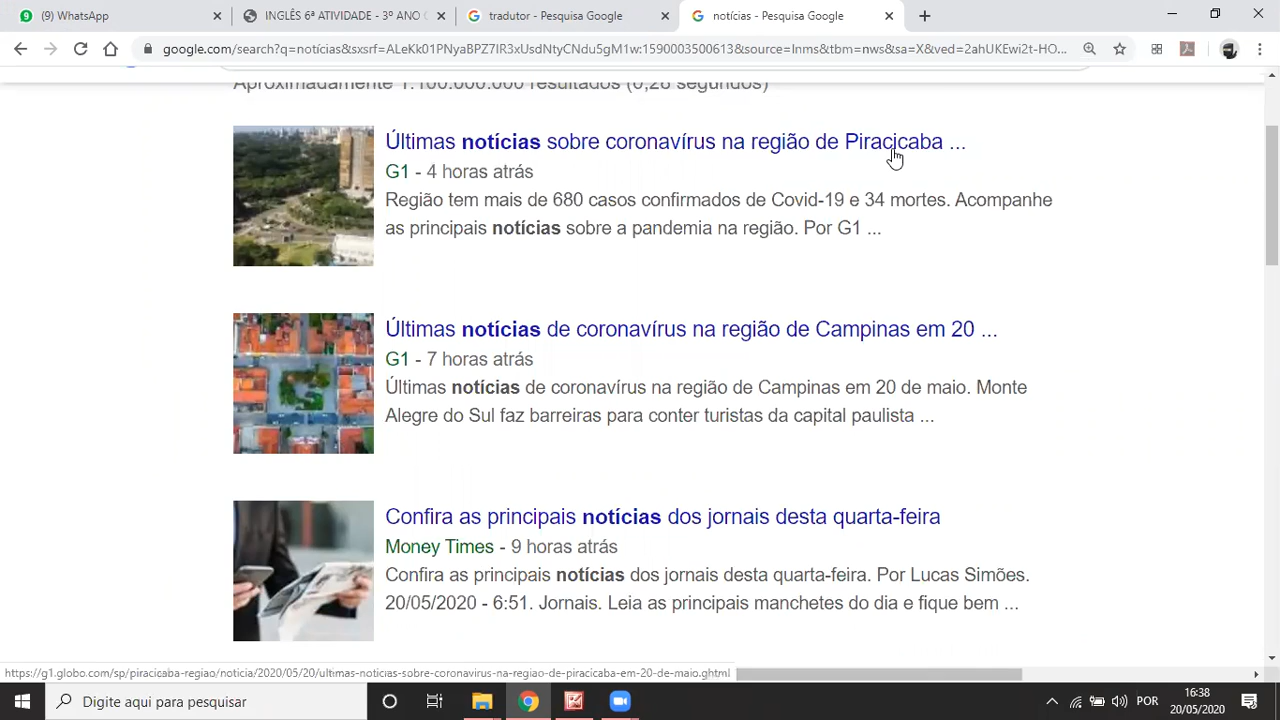 (9) WhatsApp
INGLÊS 6ª ATIVIDADE - 3º ANO
tradutor - Pesquisa Google
notícias - Pesquisa Google
google.com/search?q=notícias&sxsrf=ALeKk01PNyaBPZ7IR3xUsdNtyCNdu5gM1w:1590003500613&source=lnms&tbm=nws&sa=X&ved=2ahUKEwi2t-HO...
Aproximadamente 1.100.000.000 resultados (0,28 segundos)
Últimas notícias sobre coronavírus na região de Piracicaba ...
G1 - 4 horas atrás
Região tem mais de 680 casos confirmados de Covid-19 e 34 mortes. Acompanhe
as principais notícias sobre a pandemia na região. Por G1 ...
Últimas notícias de coronavírus na região de Campinas em 20 ...
G1 - 7 horas atrás
Últimas notícias de coronavírus na região de Campinas em 20 de maio. Monte
Alegre do Sul faz barreiras para conter turistas da capital paulista ...
Confira as principais notícias dos jornais desta quarta-feira
Money Times - 9 horas atrás
Confira as principais notícias dos jornais desta quarta-feira. Por Lucas Simões.
20/05/2020 - 6:51. Jornais. Leia as principais manchetes do dia e fique bem ...
https://g1.globo.com/sp/piracicaba-regiao/noticia/2020/05/20/ultimas-noticias-sobre-coronavirus-na-regiao-de-piracicaba-em-20-de-maio.ghtml
Digite aqui para pesquisar
POR
16:38
20/05/2020